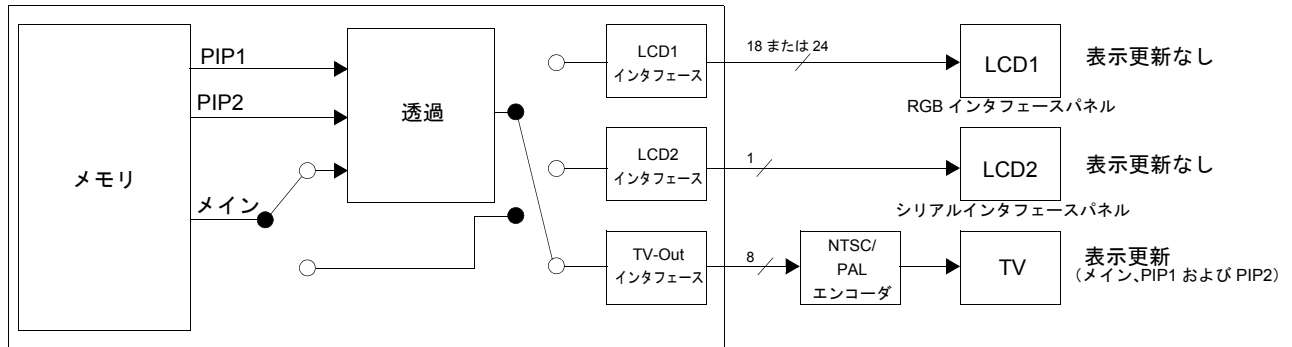 メモリ
PIP1
PIP2
メイン
透過
LCD1
インタフェース
18 または 24
LCD1
表示更新なし
RGB インタフェースパネル
LCD2
インタフェース
1
LCD2
表示更新なし
シリアルインタフェースパネル
TV-Out
インタフェース
8
NTSC/
PAL
エンコーダ
TV
表示更新
(メイン、PIP1 および PIP2)